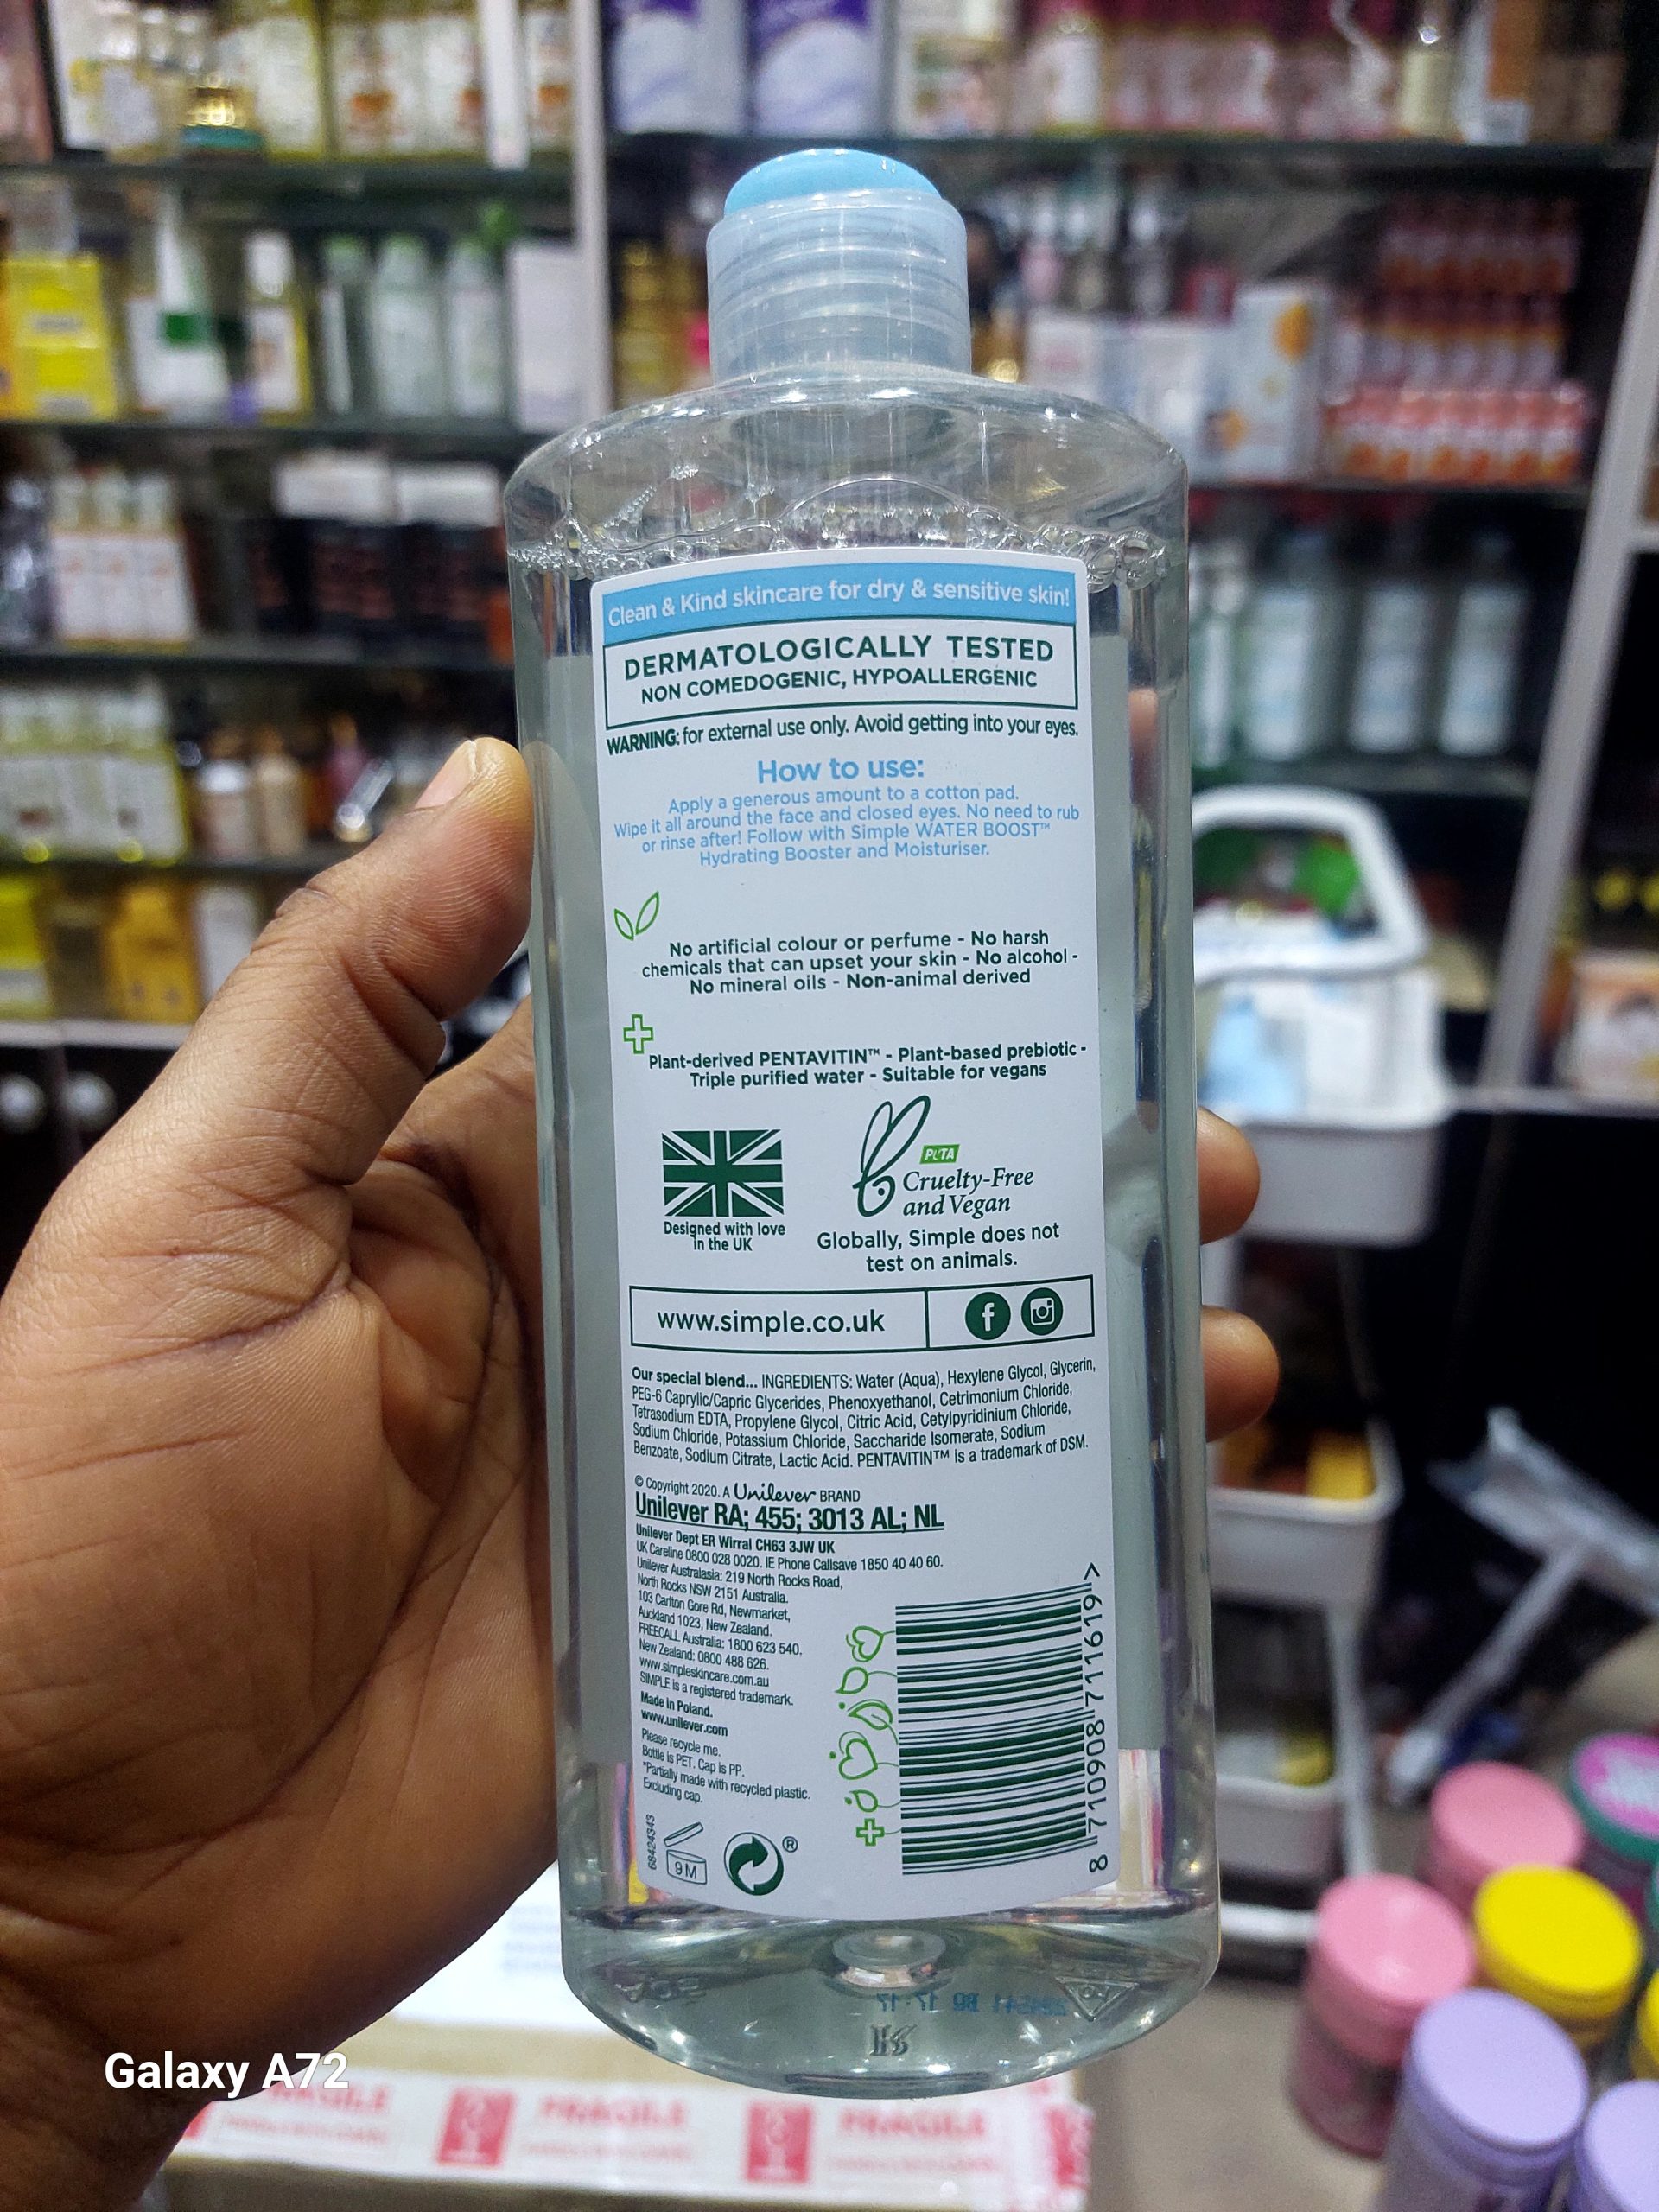 Clean & Kind skincare for dry & sensitive skin!
DERMATOLOGICALLY TESTED
NON COMEDOGENIC, HYPOALLERGENIC
WARNING: for external use only. Avoid getting into your eyes.
How to use:
Apply a generous amount to a cotton pad.
Wipe it all around the face and closed eyes. No need to rub
or rinse after! Follow with Simple WATER BOOST™
Hydrating Booster and Moisturiser.
No artificial colour or perfume - No harsh
chemicals that can upset your skin - No alcohol -
No mineral oils - Non-animal derived
Plant-derived PENTAVITIN™ - Plant-based prebiotic -
Triple purified water - Suitable for vegans
Designed with love
in the UK
PETA
Cruelty-Free
and Vegan
Globally, Simple does not
test on animals.
www.simple.co.uk
Our special blend... INGREDIENTS: Water (Aqua), Hexylene Glycol, Glycerin,
PEG-6 Caprylic/Capric Glycerides, Phenoxyethanol, Cetrimonium Chloride,
Tetrasodium EDTA, Propylene Glycol, Citric Acid, Cetylpyridinium Chloride,
Sodium Chloride, Potassium Chloride, Saccharide Isomerate, Sodium
Benzoate, Sodium Citrate, Lactic Acid. PENTAVITIN™ is a trademark of DSM.
© Copyright 2020. A Unilever BRAND
Unilever RA; 455; 3013 AL; NL
Unilever Dept ER Wirral CH63 3JW UK
UK Careline 0800 028 0020. IE Phone Callsave 1850 40 40 60.
Unilever Australasia: 219 North Rocks Road,
North Rocks NSW 2151 Australia.
103 Carlton Gore Rd, Newmarket,
Auckland 1023, New Zealand.
FREECALL Australia: 1800 623 540.
New Zealand: 0800 488 626.
www.simpleskincare.com.au
SIMPLE is a registered trademark.
Made in Poland.
www.unilever.com
Please recycle me.
Bottle is PET. Cap is PP.
*Partially made with recycled plastic.
Excluding cap.
68424343
9M
®
8 710908 711619 >
Galaxy A72
FRAGILE
FRAGILE